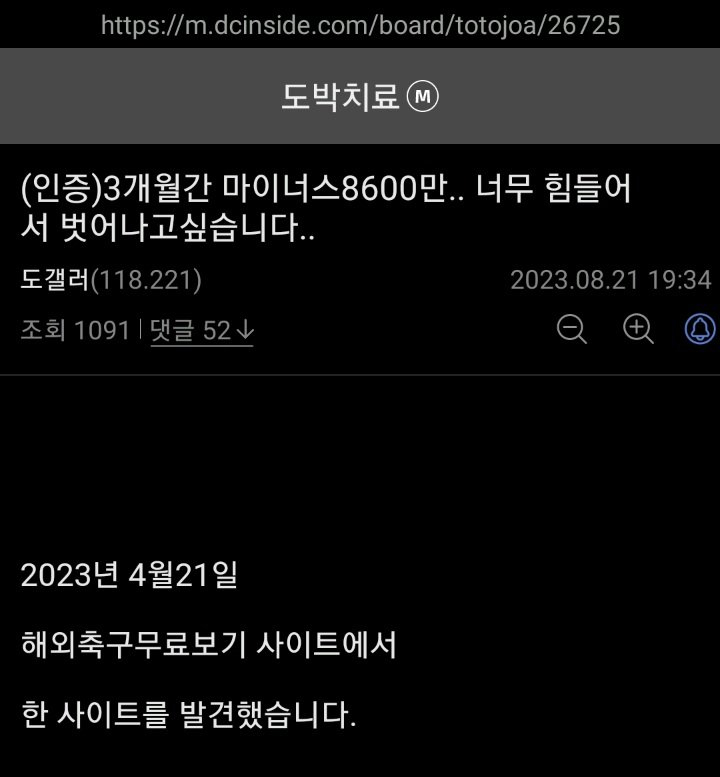 https://m.dcinside.com/board/totojoa/26725
도박치료 Ⓜ
(인증)3개월간 마이너스8600만.. 너무 힘들어
서 벗어나고싶습니다..
도갤러(118.221) 2023.08.21 19:34
조회 1091 | 댓글 52↓
2023년 4월21일
해외축구무료보기 사이트에서
한 사이트를 발견했습니다.